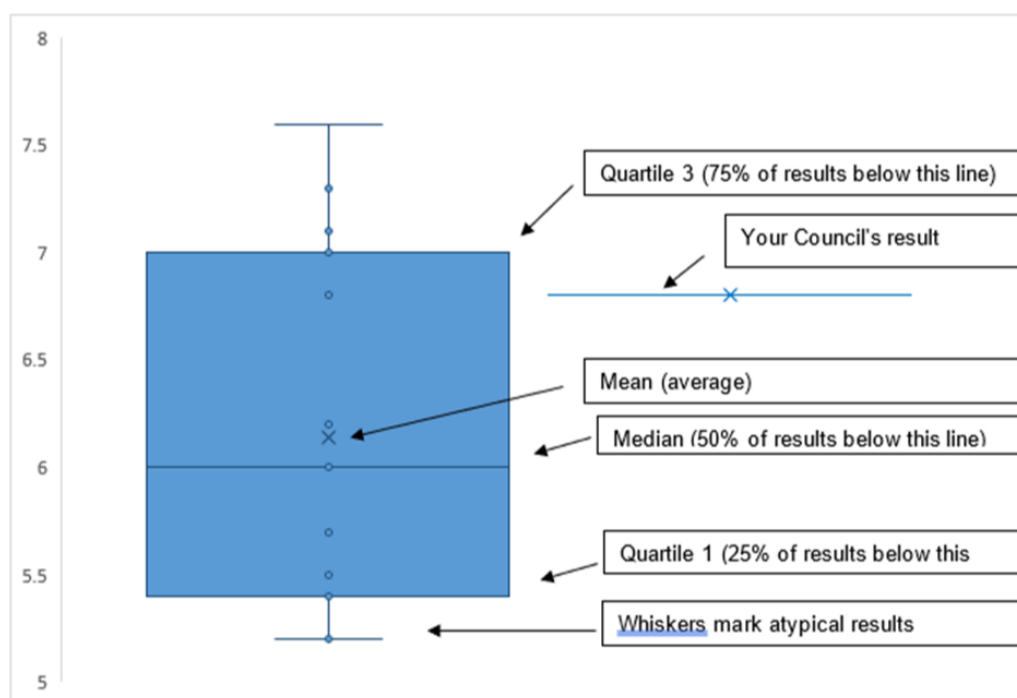 8
7.5
Quartile 3 (75% of results below this line)
Your Council's result
7
6.5
Mean (average)
Median (50% of results below this line)
6
Quartile 1 (25% of results below this
5.5
Whiskers mark atypical results
5